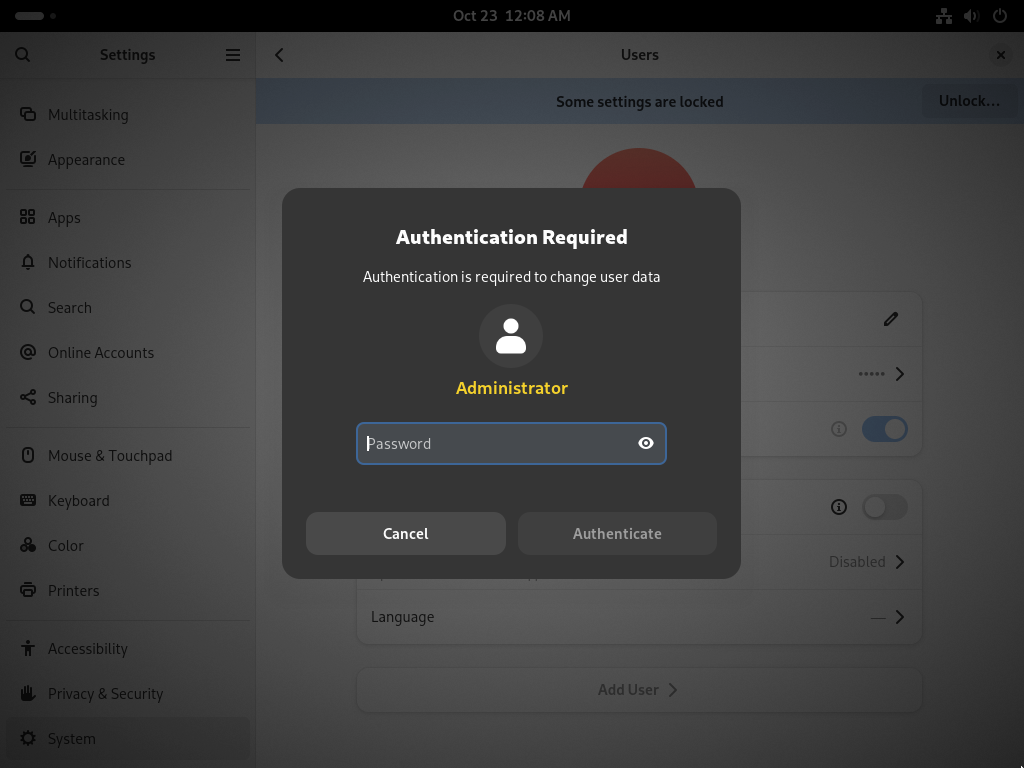 Oct 23 12:08 AM
Settings
Users
Some settings are locked
Unlock...
Multitasking
Appearance
Apps
Notifications
Search
Online Accounts
Sharing
Mouse & Touchpad
Keyboard
Color
Printers
Accessibility
Privacy & Security
System
Authentication Required
Authentication is required to change user data
Administrator
Password
Cancel
Authenticate
Disabled
Language
—
Add User